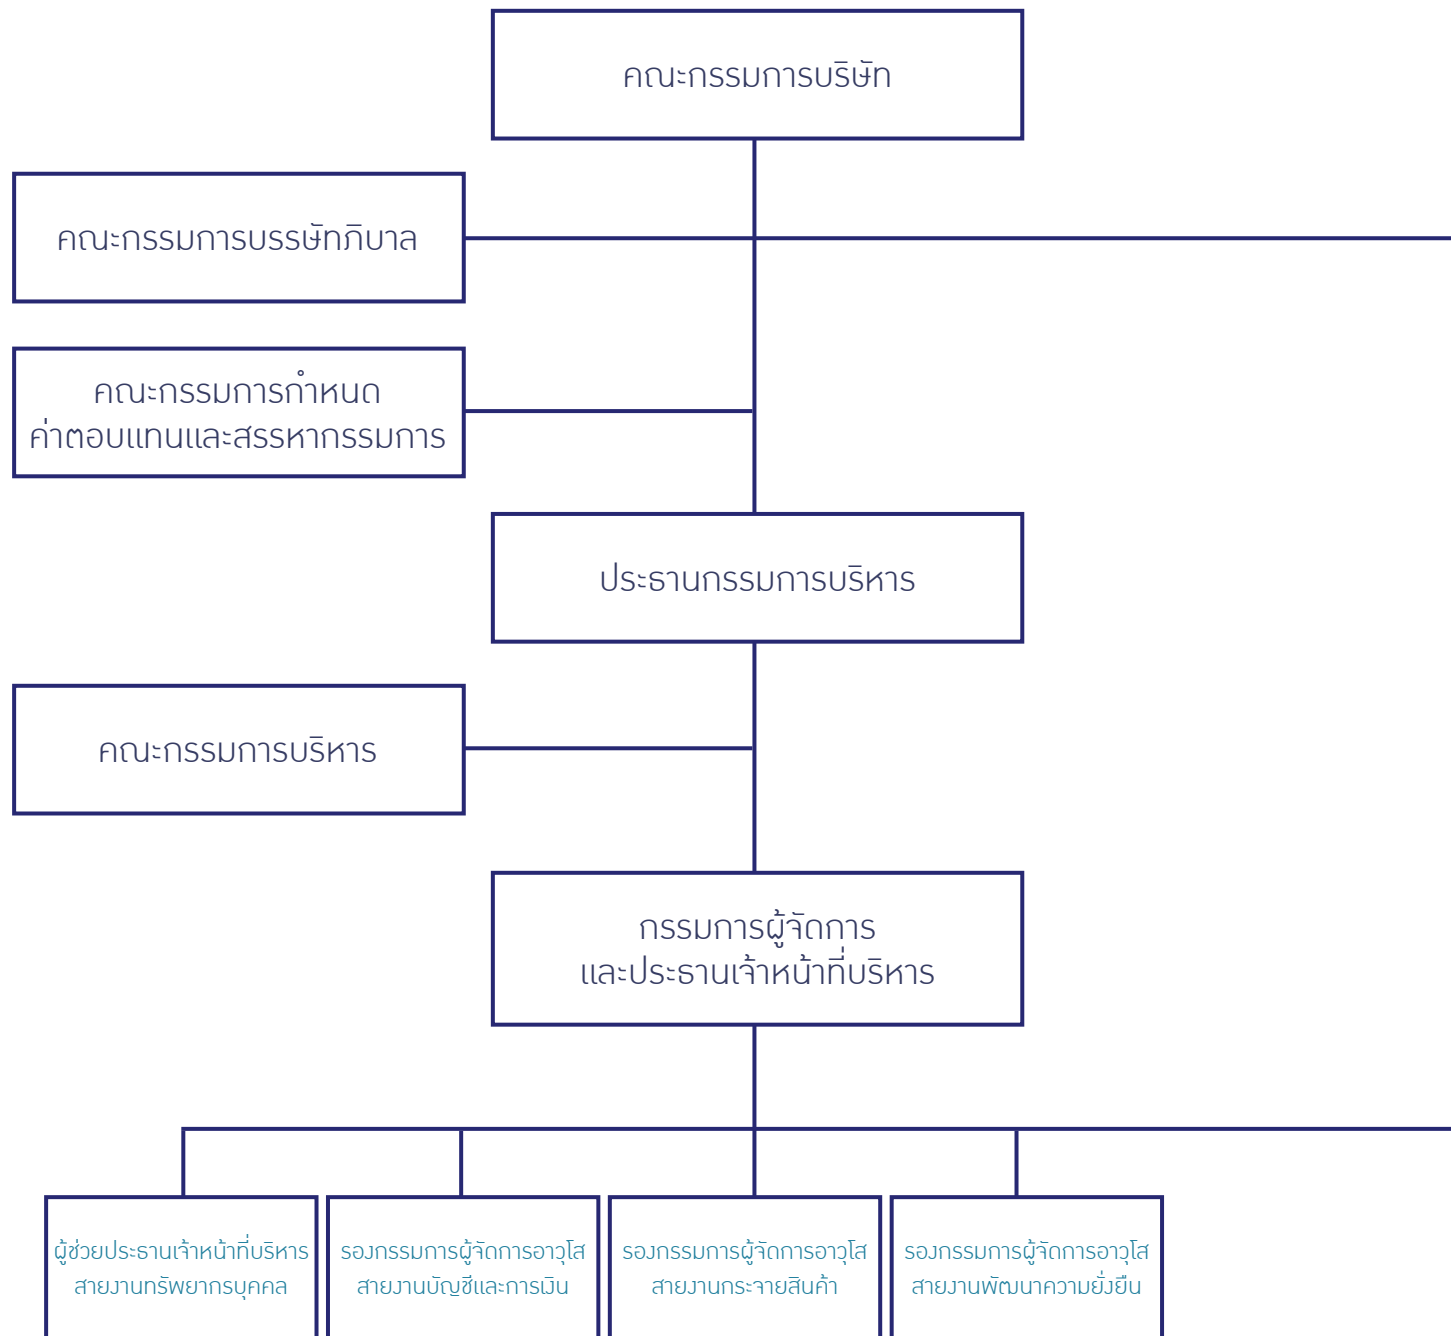 คณะกรรมการบริษัท
คณะกรรมการบรรษัทภิบาล
คณะกรรมการกำหนด
ค่าตอบแทนและสรรหากรรมการ
ประธานกรรมการบริหาร
คณะกรรมการบริหาร
กรรมการผู้จัดการ
และประธานเจ้าหน้าที่บริหาร
ผู้ช่วยประธานเจ้าหน้าที่บริหาร
สายงานทรัพยากรบุคคล
รองกรรมการผู้จัดการอาวุโส
สายงานบัญชีและการเงิน
รองกรรมการผู้จัดการอาวุโส
สายงานกระจายสินค้า
รองกรรมการผู้จัดการอาวุโส
สายงานพัฒนาความยั่งยืน